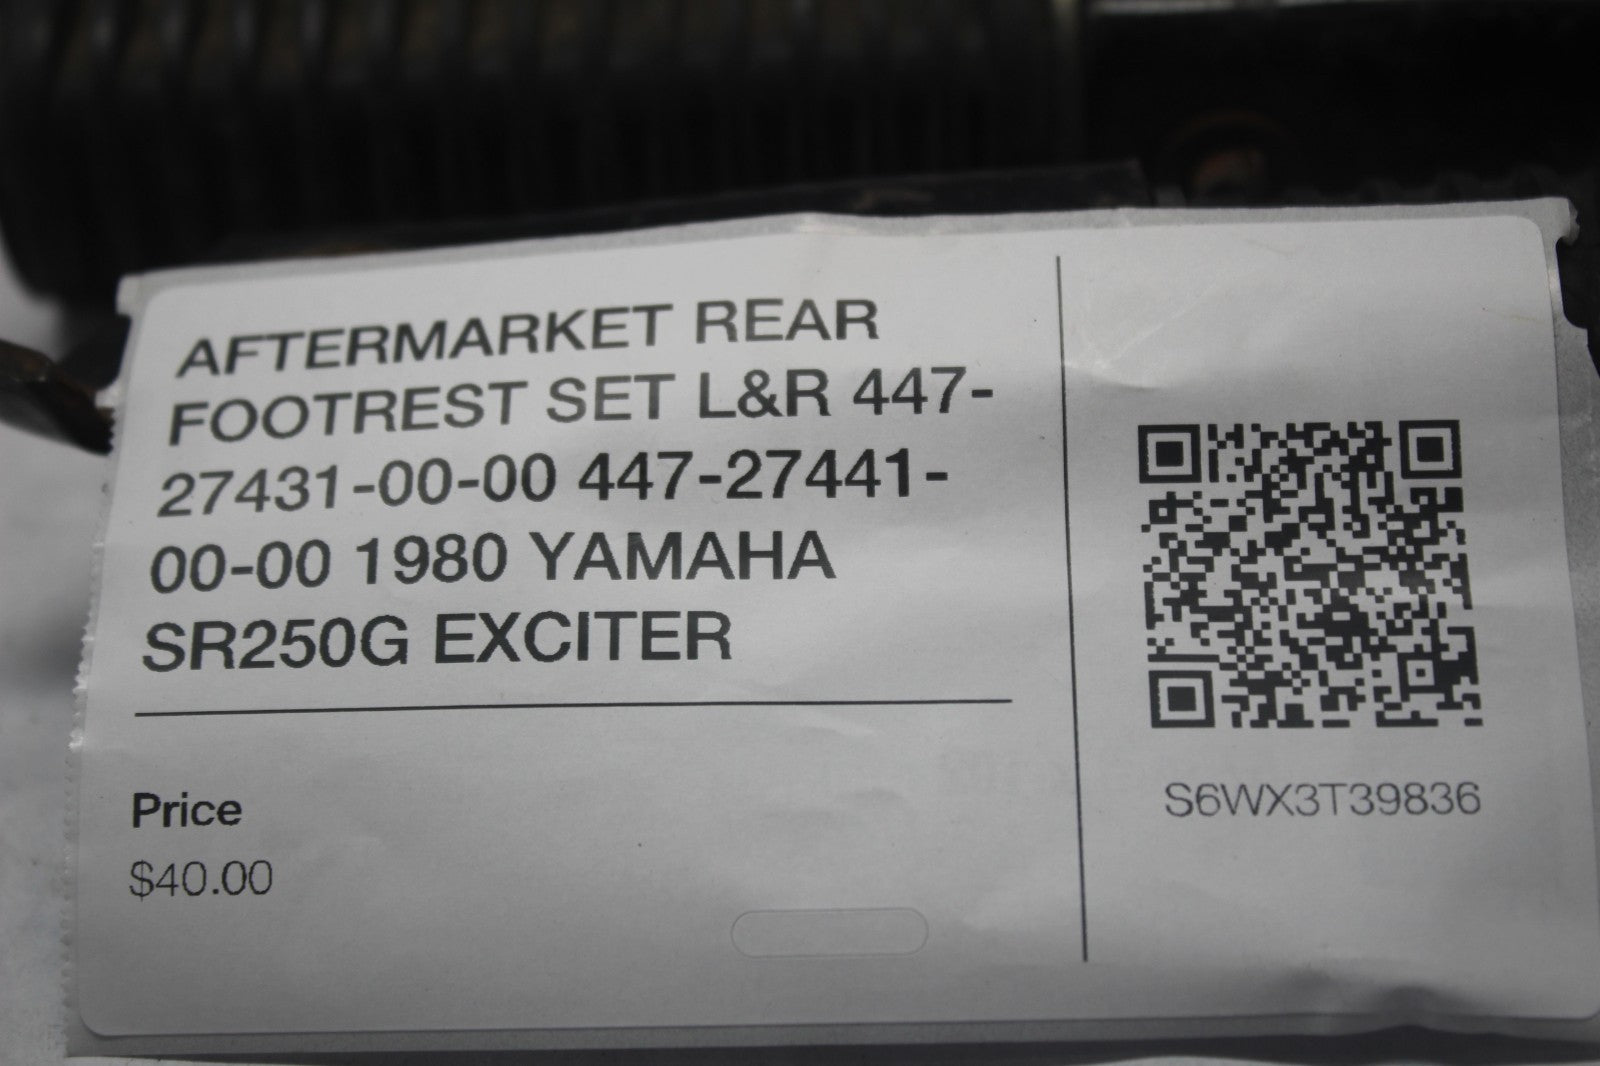 AFTERMARKET REAR
FOOTREST SET L&R 447-
27431-00-00 447-27441-
00-00 1980 YAMAHA
SR250G EXCITER
Price
$40.00
S6WX3T39836